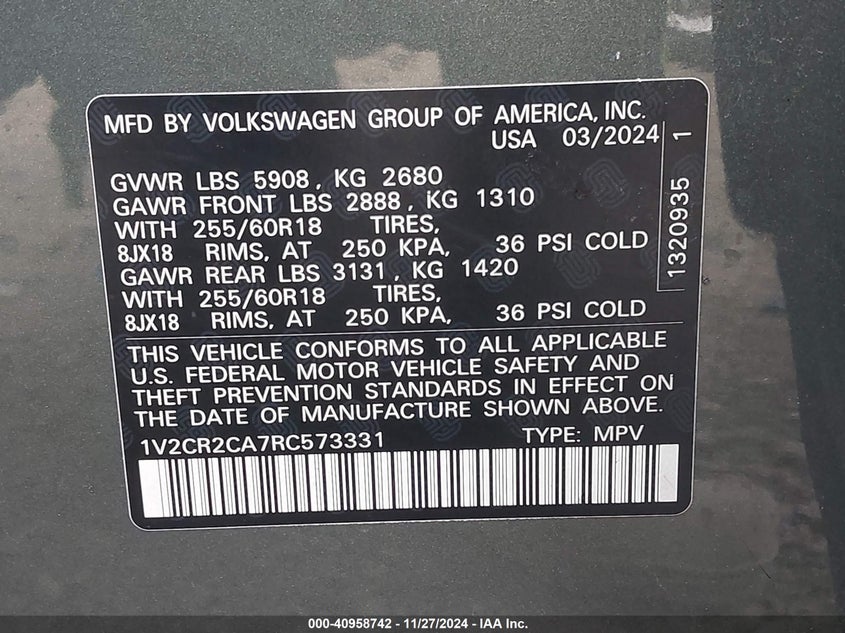 MFD BY VOLKSWAGEN GROUP OF AMERICA, INC.
USA 03/2024
GVWR LBS 5908, KG 2680
GAWR FRONT LBS 2888, KG 1310
WITH 255/60R18 TIRES,
8JX18 RIMS, AT 250 KPA, 36 PSI COLD
GAWR REAR LBS 3131, KG 1420
WITH 255/60R18 TIRES,
8JX18 RIMS, AT 250 KPA, 36 PSI COLD
1320935 1
THIS VEHICLE CONFORMS TO ALL APPLICABLE
U.S. FEDERAL MOTOR VEHICLE SAFETY AND
THEFT PREVENTION STANDARDS IN EFFECT ON
THE DATE OF MANUFACTURE SHOWN ABOVE.
1V2CR2CA7RC573331 TYPE: MPV
000-40958742 - 11/27/2024 - IAA Inc.